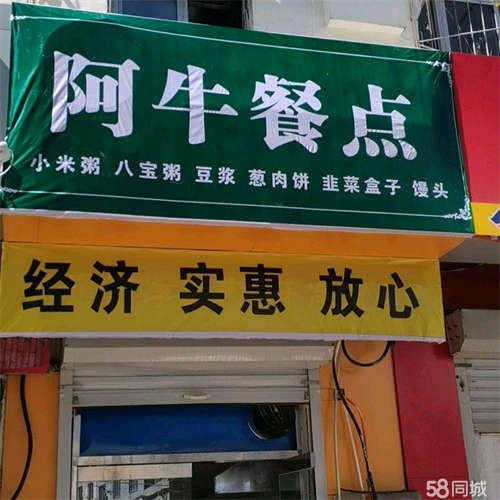 阿牛餐点
小米粥 八宝粥 豆浆 葱肉饼 韭菜盒子 馒头
经济 实惠 放心
58同城